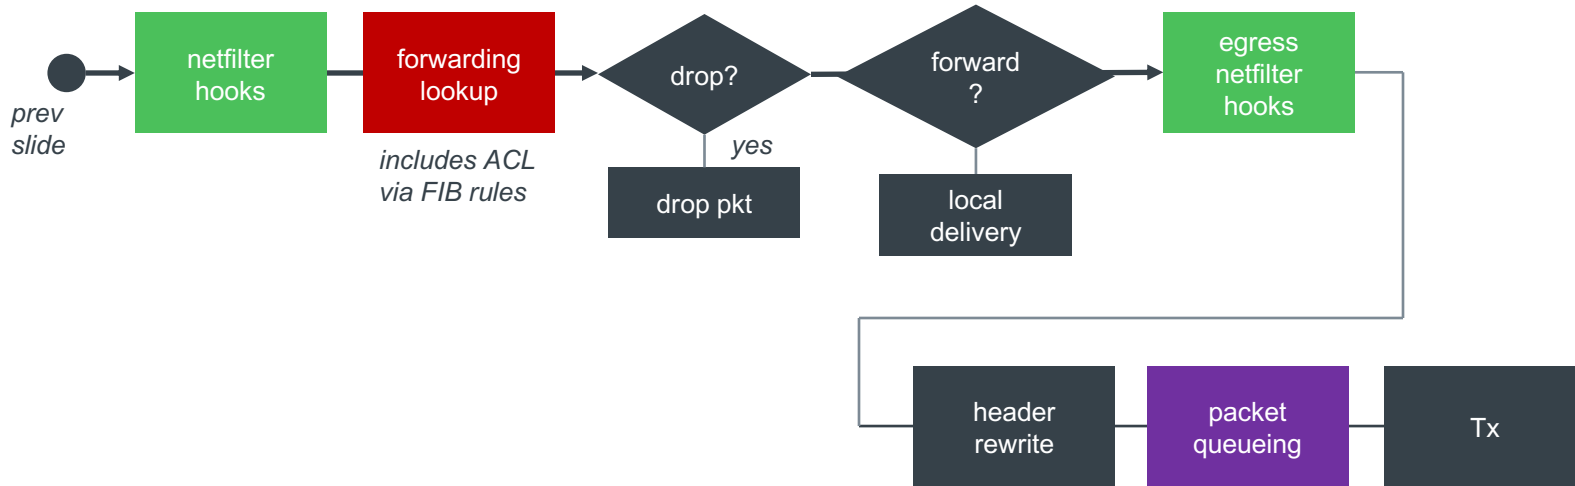 prev
slide
netfilter
hooks
forwarding
lookup
includes ACL
via FIB rules
drop?
yes
drop pkt
forward
?
local
delivery
egress
netfilter
hooks
header
rewrite
packet
queueing
Tx